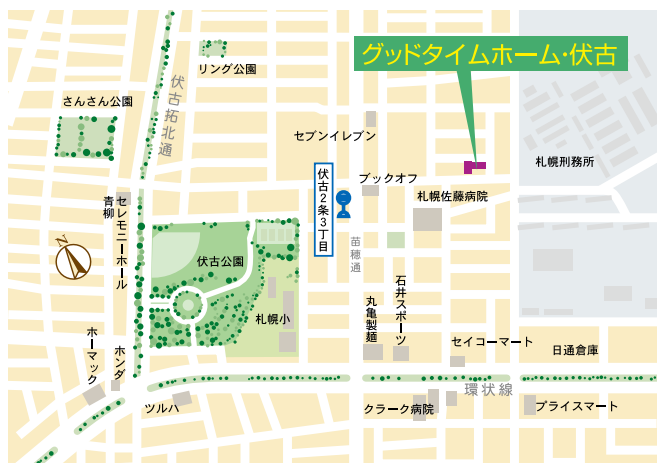 グッドタイムホーム・伏古
リング公園
さんさん公園
伏古拓北通
セブンイレブン
札幌刑務所
ブックオフ
伏古2条3丁目
札幌佐藤病院
セレモニーホール
青柳
苗穂通
伏古公園
N
石井スポーツ
丸亀製麺
札幌小
セイコーマート
日通倉庫
ホーマック
ホンダ
環状線
ツルハ
クラーク病院
プライスマート